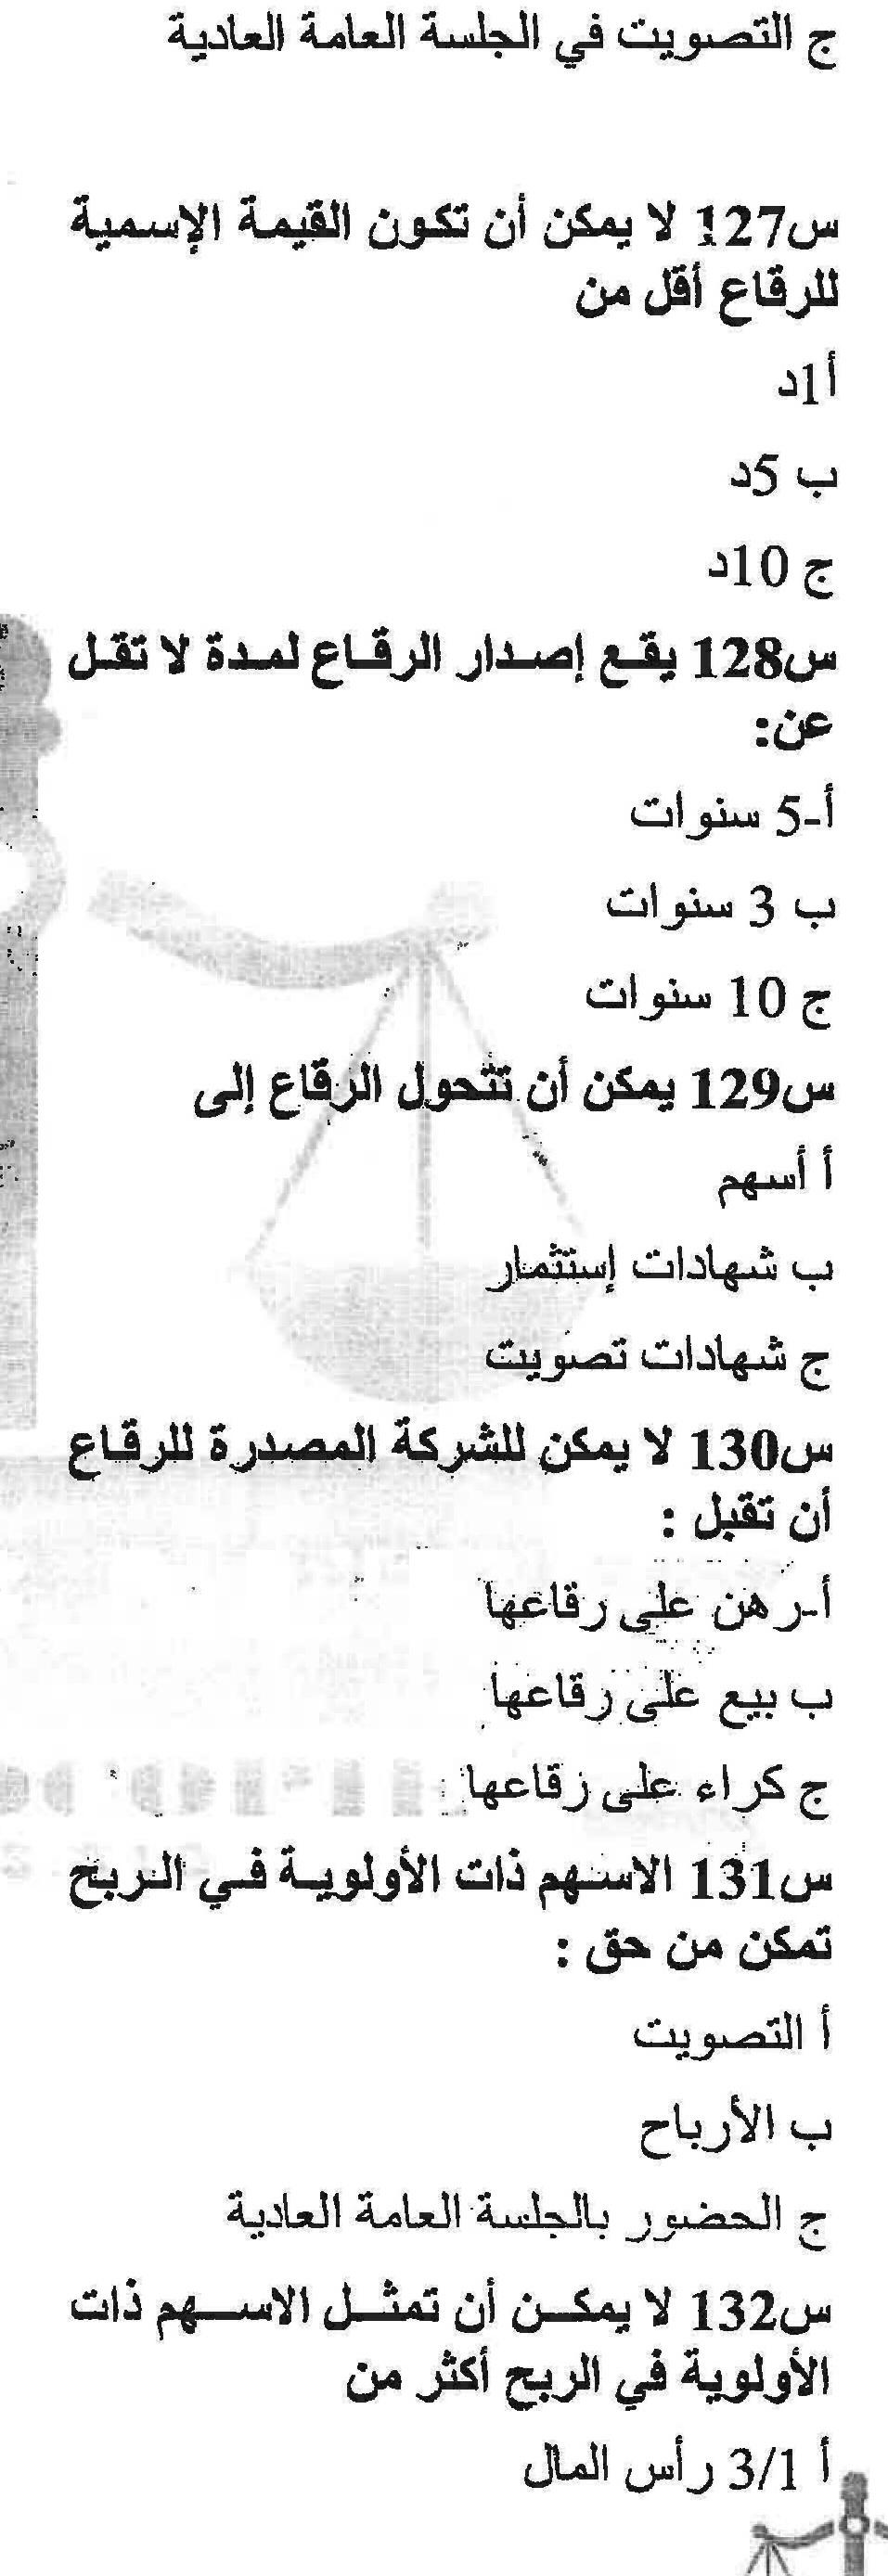 ج التصويت في الجلسة العامة العادية
س127 لا يمكن أن تكون القيمة الإسمية
للرقاع أقل من
أ1د
ب 5د
ج 10د
س128 يقع إصدار الرقاع لمدة لا تقل
عن:
أ-5 سنوات
ب 3 سنوات
ج 10 سنوات
س129 يمكن أن تتحول الرقاع إلى
أ أسهم
ب شهادات إستثمار
ج شهادات تصويت
س130 لا يمكن للشركة المصدرة للرقاع
أن تقبل :
أ-رهن على رقاعها
ب بيع على رقاعها
ج كراء على رقاعها
س131 الاسهم ذات الأولوية في الربح
تمكن من حق :
أ التصويت
ب الأرباح
ج الحضور بالجلسة العامة العادية
س132 لا يمكن أن تمثل الاسهم ذات
الأولوية في الربح أكثر من
أ 3/1 رأس المال